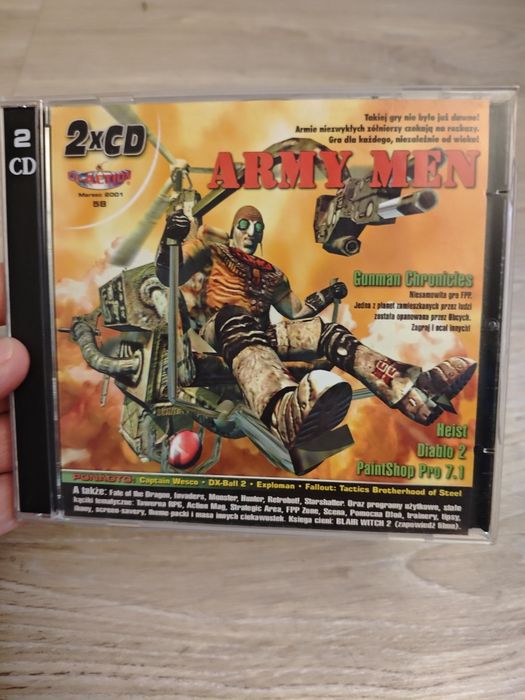 2
CD
2xCD
CD-ACTION
Marzec 2001
58
Takiej gry nie było już dawno!
Armie niezwykłych żołnierzy czekają na rozkazy.
Gra dla każdego, niezależnie od wieku!
ARMY MEN
Gunman Chronicles
Niesamowita gra FPP.
Jedna z planet zamieszkanych przez ludzi
została opanowana przez Obcych.
Zagraj i ocal innych!
Heist
Diablo 2
PaintShop Pro 7.1
PONADTO: Captain Wesco • DX-Ball 2 • Exploman • Fallout: Tactics Brotherhood of Steel
A także: Fate of the Dragon, Invaders, Monster, Hunter, Retrobolt, Starshatter. Oraz programy użytkowe, stałe
kąciki tematyczne: Tawerna RPG, Action Mag, Strategic Area, FPP Zone, Scena, Pomocna Dłoń, trainery, tipsy,
ikony, screen-savery, theme packi i masa innych ciekawostek. Księga cieni: BLAIR WITCH 2 (zapowiedź filmu).